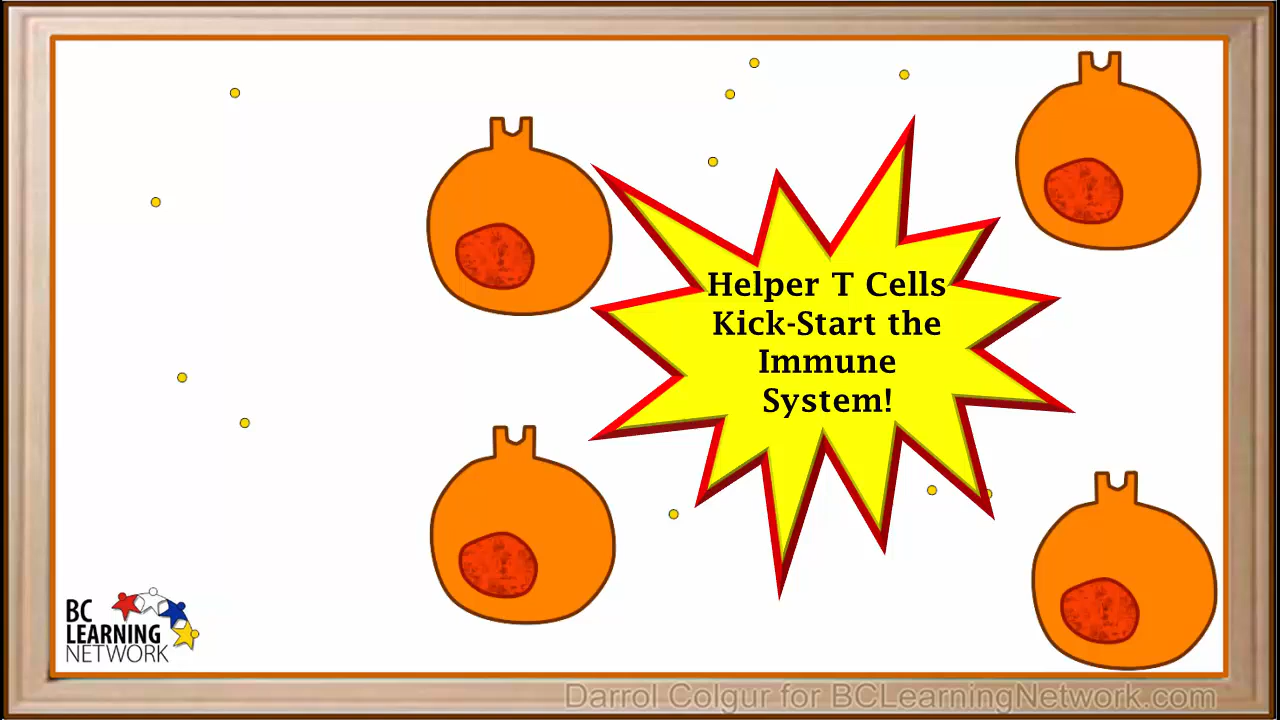 Helper T Cells
Kick-Start the
Immune
System!
BC
LEARNING
NETWORK
Darrol Colgur for BCLearningNetwork.com